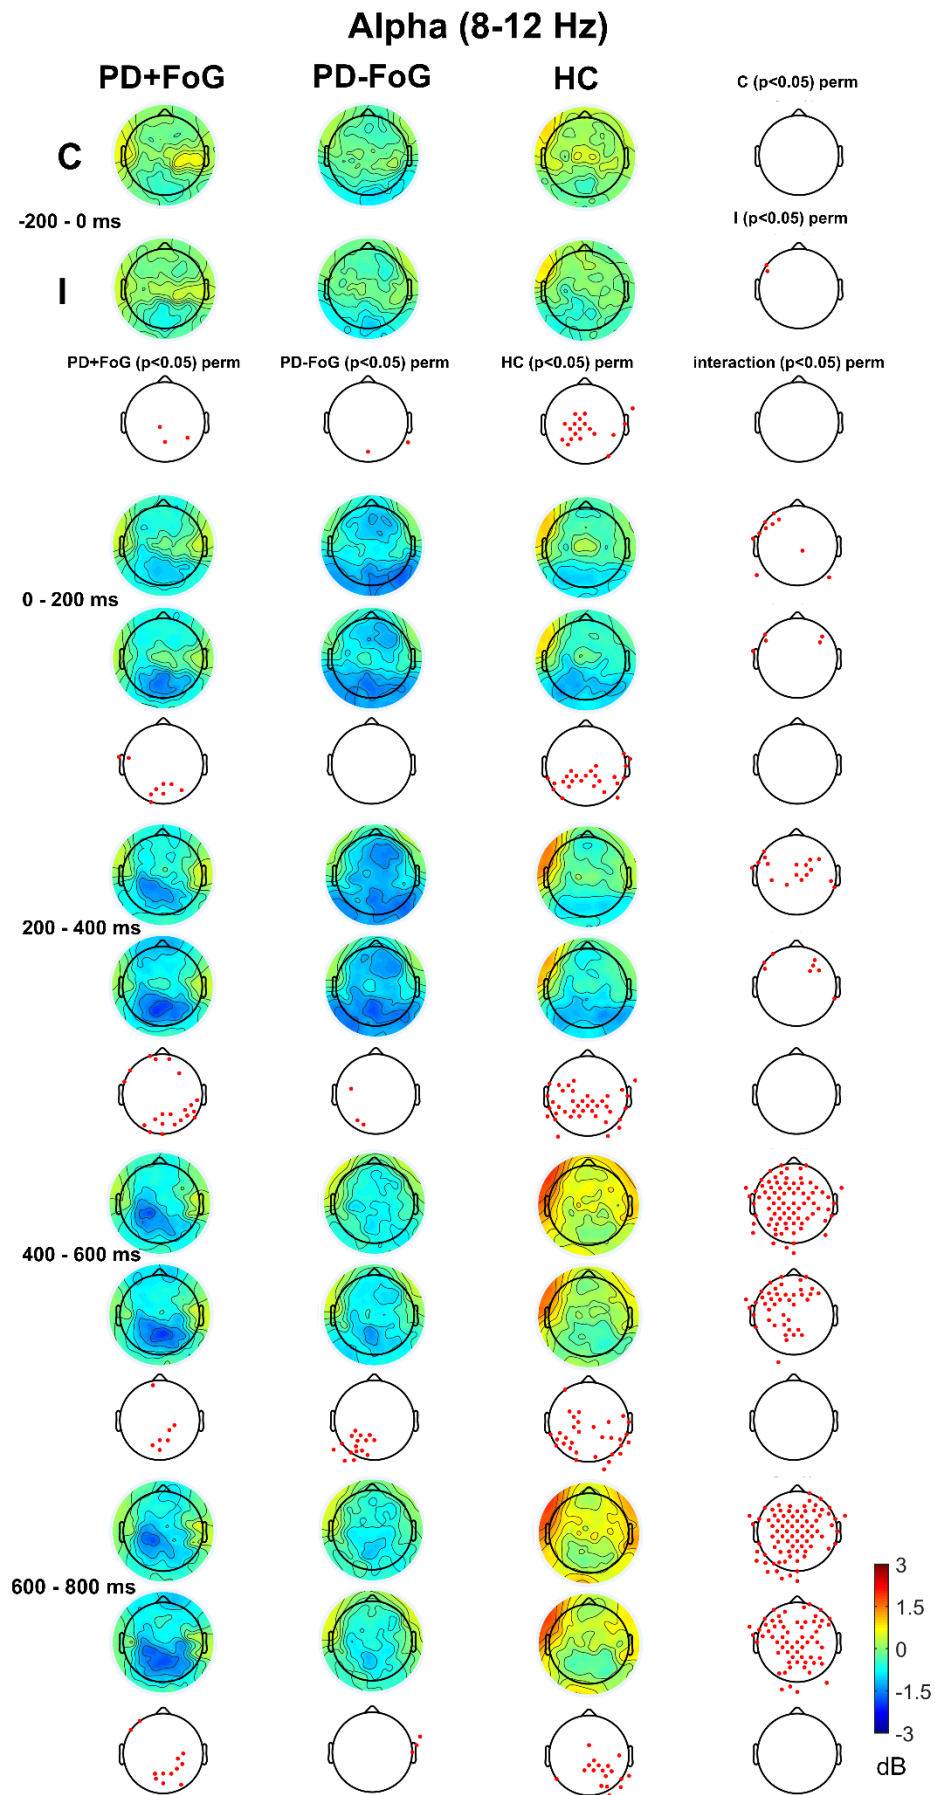 Alpha (8-12 Hz)
PD+FoG PD-FoG HC C (p<0.05) perm
C
-200 - 0 ms
I (p<0.05) perm
I
PD+FoG (p<0.05) perm PD-FoG (p<0.05) perm HC (p<0.05) perm interaction (p<0.05) perm
0 - 200 ms
200 - 400 ms
400 - 600 ms
600 - 800 ms
3
1.5
0
-1.5
-3
dB